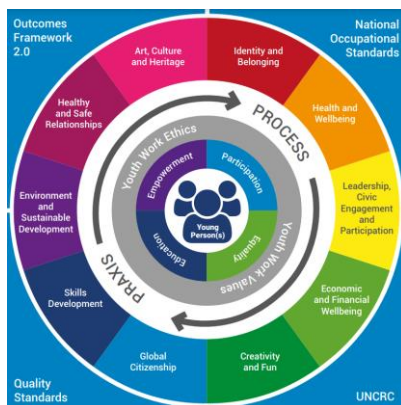 Outcomes
Framework
2.0
National
Occupational
Standards
Art, Culture
and Heritage
Identity and
Belonging
Healthy
and Safe
Relationships
Health and
Wellbeing
PROCESS
Youth Work Ethics
Empowerment
Participation
Environment
and
Sustainable
Development
Leadership,
Civic
Engagement
and
Participation
Young
Person(s)
Education
Equality
Youth Work Values
PRAXIS
Skills
Development
Economic
and Financial
Wellbeing
Global
Citizenship
Creativity
and Fun
Quality
Standards
UNCRC